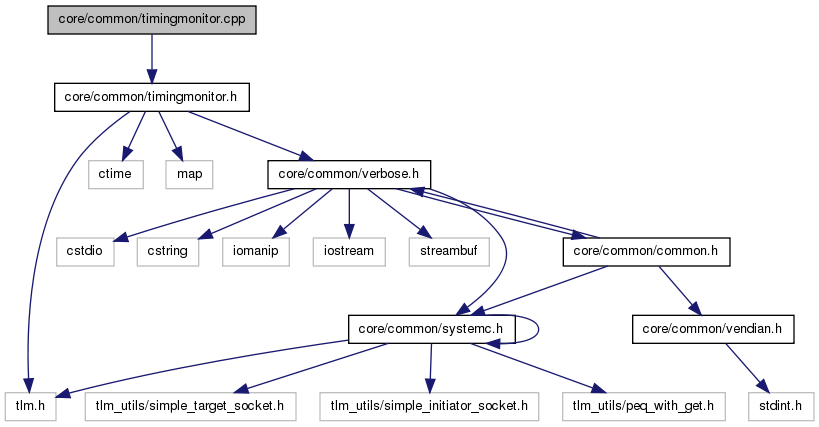 core/common/timingmonitor.cpp
core/common/timingmonitor.h
ctime
map
core/common/verbose.h
cstdio
cstring
iomanip
iostream
streambuf
core/common/common.h
core/common/systemc.h
core/common/vendian.h
tlm.h
tlm_utils/simple_target_socket.h
tlm_utils/simple_initiator_socket.h
tlm_utils/peq_with_get.h
stdint.h